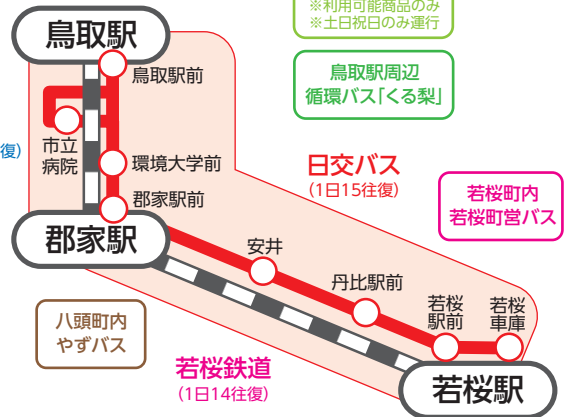 ※利用可能商品のみ
※土日祝日のみ運行
鳥取駅
鳥取駅前
鳥取駅周辺
循環バス「くる梨」
復)
市立
病院
環境大学前
日交バス
(1日15往復)
郡家駅前
若桜町内
若桜町営バス
郡家駅
安井
丹比駅前
若桜
駅前
若桜
車庫
八頭町内
やずバス
若桜鉄道
(1日14往復)
若桜駅